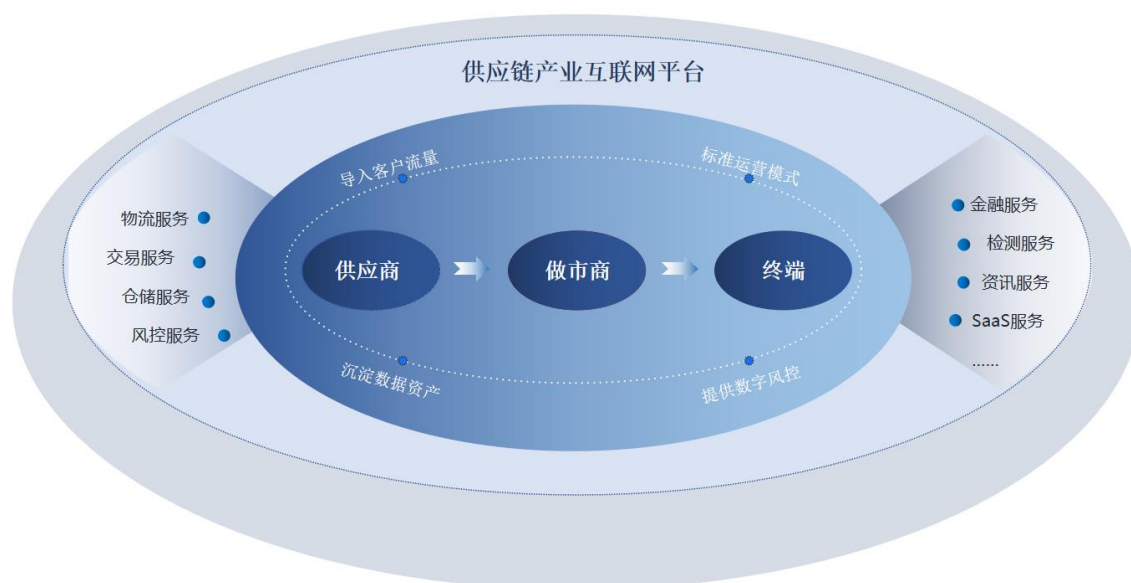 供应链产业互联网平台
导入客户流量
标准运营模式
物流服务
交易服务
仓储服务
风控服务
供应商
做市商
终端
金融服务
检测服务
资讯服务
SaaS服务
......
沉淀数据资产
提供数字风控